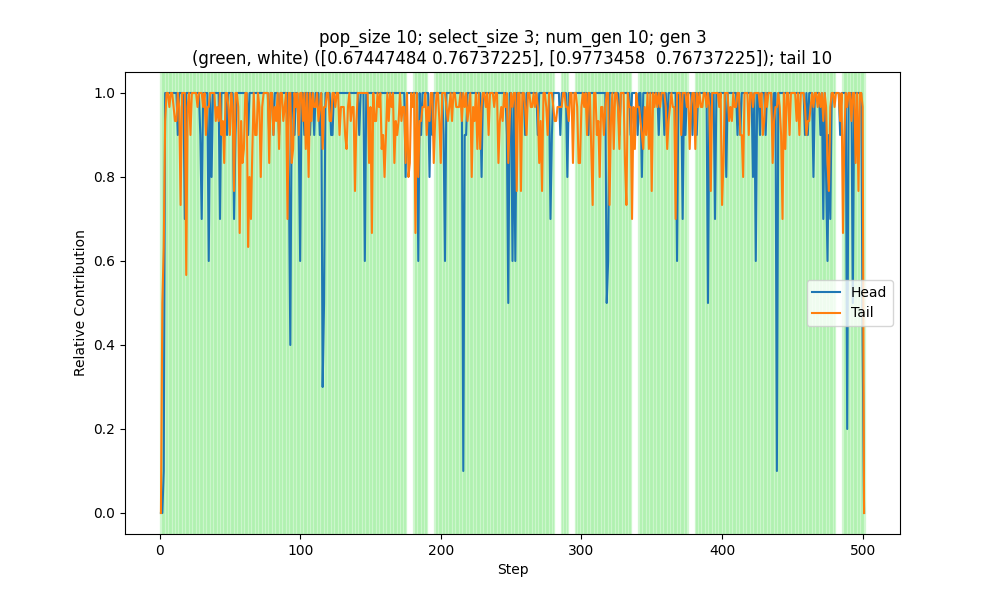 pop_size 10; select_size 3; num_gen 10; gen 3
(green, white) ([0.67447484 0.76737225], [0.9773458  0.76737225]); tail 10
1.0
0.8
0.6
0.4
0.2
0.0
Relative Contribution
Head
Tail
0
100
200
300
400
500
Step